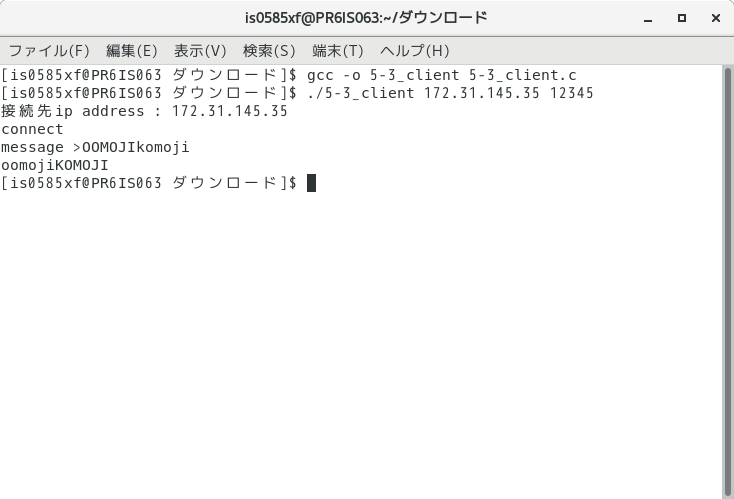 is0585xf@PR6IS063:~/ダウンロード
ファイル(F) 編集(E) 表示(V) 検索(S) 端末(T) ヘルプ(H)
[is0585xf@PR6IS063 ダウンロード]$ gcc -o 5-3_client 5-3_client.c
[is0585xf@PR6IS063 ダウンロード]$ ./5-3_client 172.31.145.35 12345
接続先ip address : 172.31.145.35
connect
message >OOMOJIkomoji
oomojiKOMOJI
[is0585xf@PR6IS063 ダウンロード]$